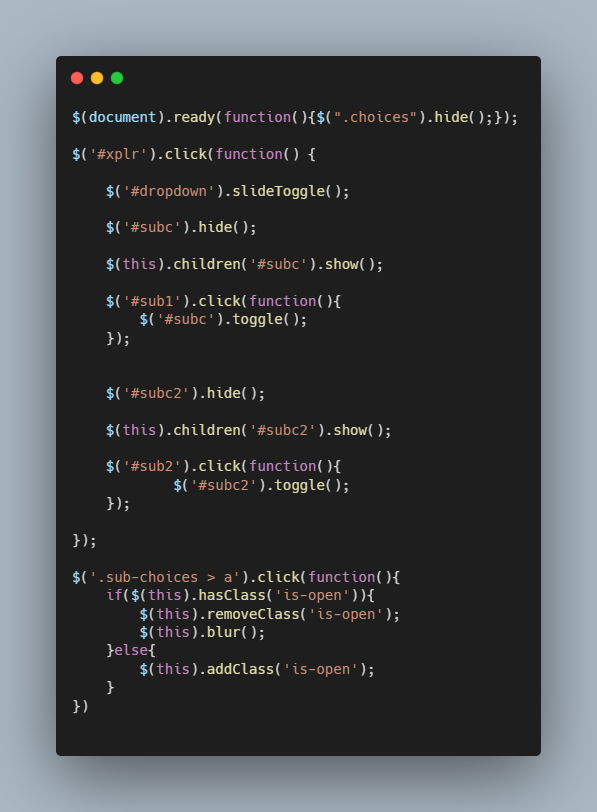 $(document).ready(function(){$(".choices").hide();});
$('#xplr').click(function() {
$('#dropdown').slideToggle();
$('#subc').hide();
$(this).children('#subc').show();
$('#sub1').click(function(){
$('#subc').toggle();
});
$('#subc2').hide();
$(this).children('#subc2').show();
$('#sub2').click(function(){
$('#subc2').toggle();
});
});
$('.sub-choices > a').click(function(){
if($(this).hasClass('is-open')){
$(this).removeClass('is-open');
$(this).blur();
}else{
$(this).addClass('is-open');
}
})